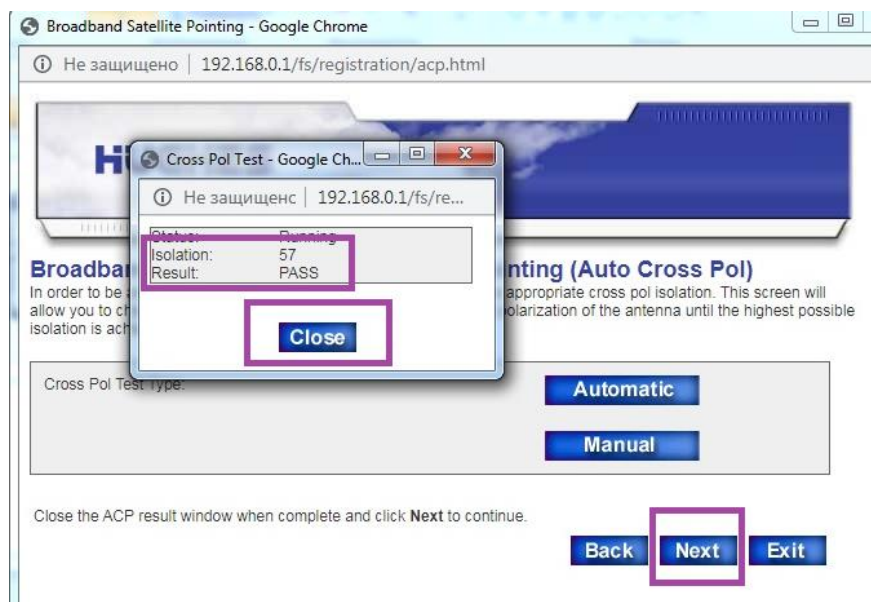 Broadband Satellite Pointing - Google Chrome
Не защищено | 192.168.0.1/fs/registration/acp.html
Cross Pol Test - Google Ch...
Не защищенс | 192.168.0.1/fs/re...
Status: Running
Isolation: 57
Result: PASS
Close
Broadba nting (Auto Cross Pol)
In order to be appropriate cross pol isolation. This screen will
allow you to ch olarization of the antenna until the highest possible
isolation is ach
Cross Pol Test Type:
Automatic
Manual
Close the ACP result window when complete and click Next to continue.
Back Next Exit